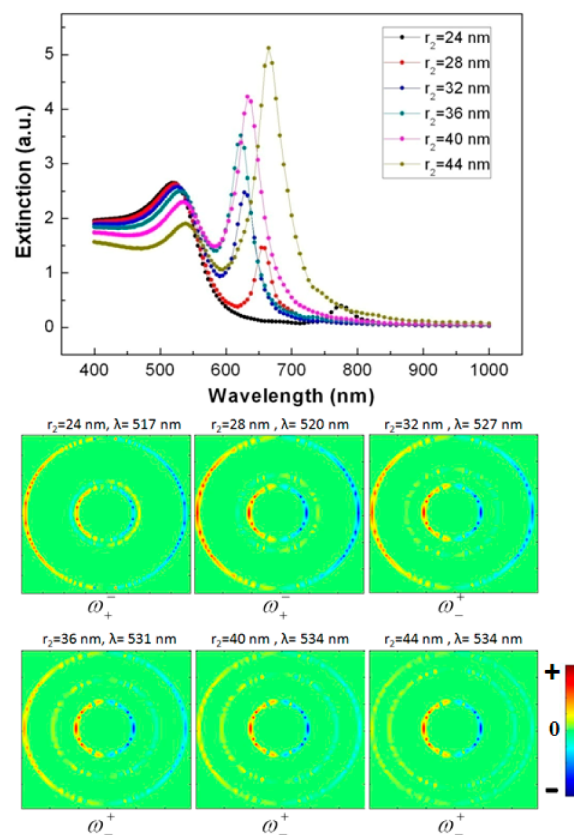 r₂=24 nm
r₂=28 nm
r₂=32 nm
r₂=36 nm
r₂=40 nm
r₂=44 nm
Extinction (a.u.)
5
4
3
2
1
0
400 500 600 700 800 900 1000
Wavelength (nm)
r₂=24 nm, λ= 517 nm r₂=28 nm , λ= 520 nm r₂=32 nm , λ= 527 nm
ω₊⁻ ω₊⁻ ω₋⁺
r₂=36 nm, λ= 531 nm r₂=40 nm , λ= 534 nm r₂=44 nm , λ= 534 nm
+
0
-
ω₋⁺ ω₋⁺ ω₋⁺